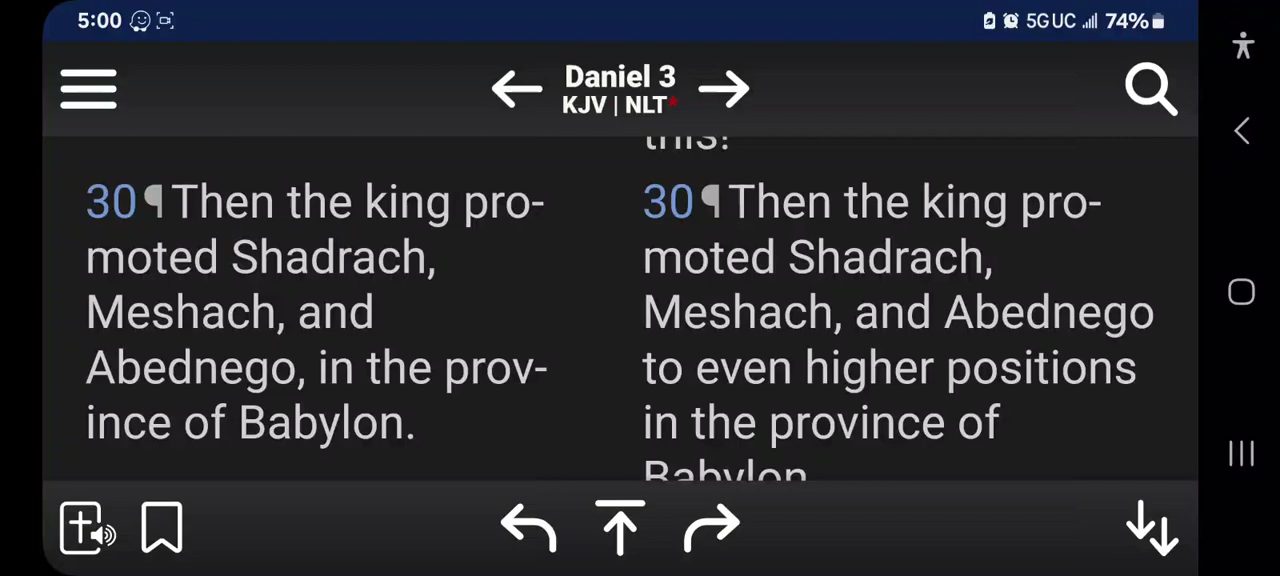 5:00
5G UC 74%
Daniel 3
KJV | NLT*
this!
30 ¶ Then the king pro-
moted Shadrach,
Meshach, and
Abednego, in the prov-
ince of Babylon.
30 ¶ Then the king pro-
moted Shadrach,
Meshach, and Abednego
to even higher positions
in the province of
Babylon